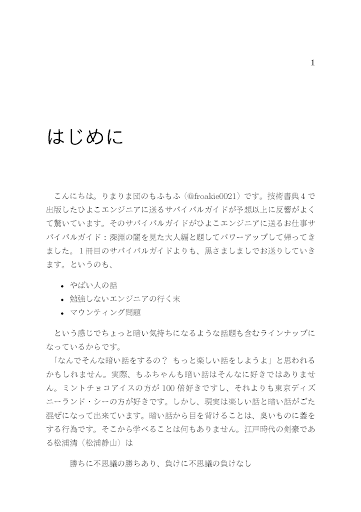 1
はじめに
こんにちは。りまりま団のもふもふ（@froakie0021）です。技術書典 4 で
出版したひよこエンジニアに送るサバイバルガイドが予想以上に反響がよく
て驚いています。そのサバイバルガイドがひよこエンジニアに送るお仕事サ
バイバルガイド：深淵の闇を見た大人編と題してパワーアップして帰ってき
ました。1 冊目のサバイバルガイドよりも、黒さましましでお送りしていき
ます。というのも、
• やばい人の話
• 勉強しないエンジニアの行く末
• マウンティング問題
という感じでちょっと暗い気持ちになるような話題も含むラインナップに
なっているからです。
「なんでそんな暗い話をするの？ もっと楽しい話をしようよ」と思われる
かもしれません。実際、もふちゃんも暗い話はそんなに好きではありませ
ん。ミントチョコアイスの方が 100 倍好きですし、それよりも東京ディズ
ニーランド・シーの方が好きです。しかし、現実は楽しい話と暗い話がごた
混ぜになって出来ています。暗い話から目を背けることは、臭いものに蓋を
する行為です。そこから学べることは何もありません。江戸時代の剣豪であ
る松浦清（松浦静山）は
勝ちに不思議の勝ちあり、負けに不思議の負けなし